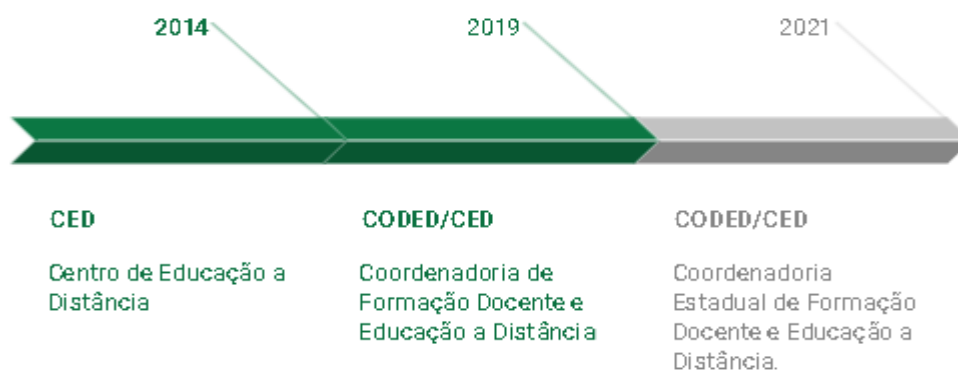 2014
2019
2021
CED
CODED/CED
CODED/CED
Centro de Educação a
Distância
Coordenadoria de
Formação Docente e
Educação a Distância
Coordenadoria
Estadual de Formação
Docente e Educação a
Distância.